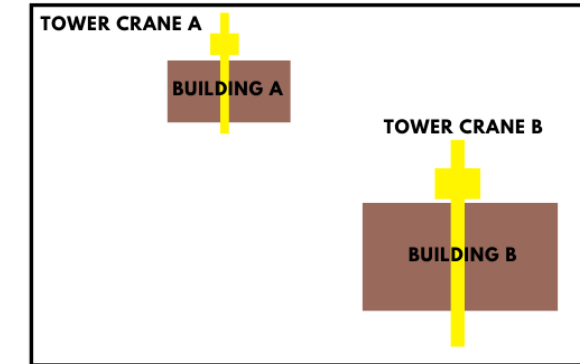 TOWER CRANE A
BUILDING A
TOWER CRANE B
BUILDING B